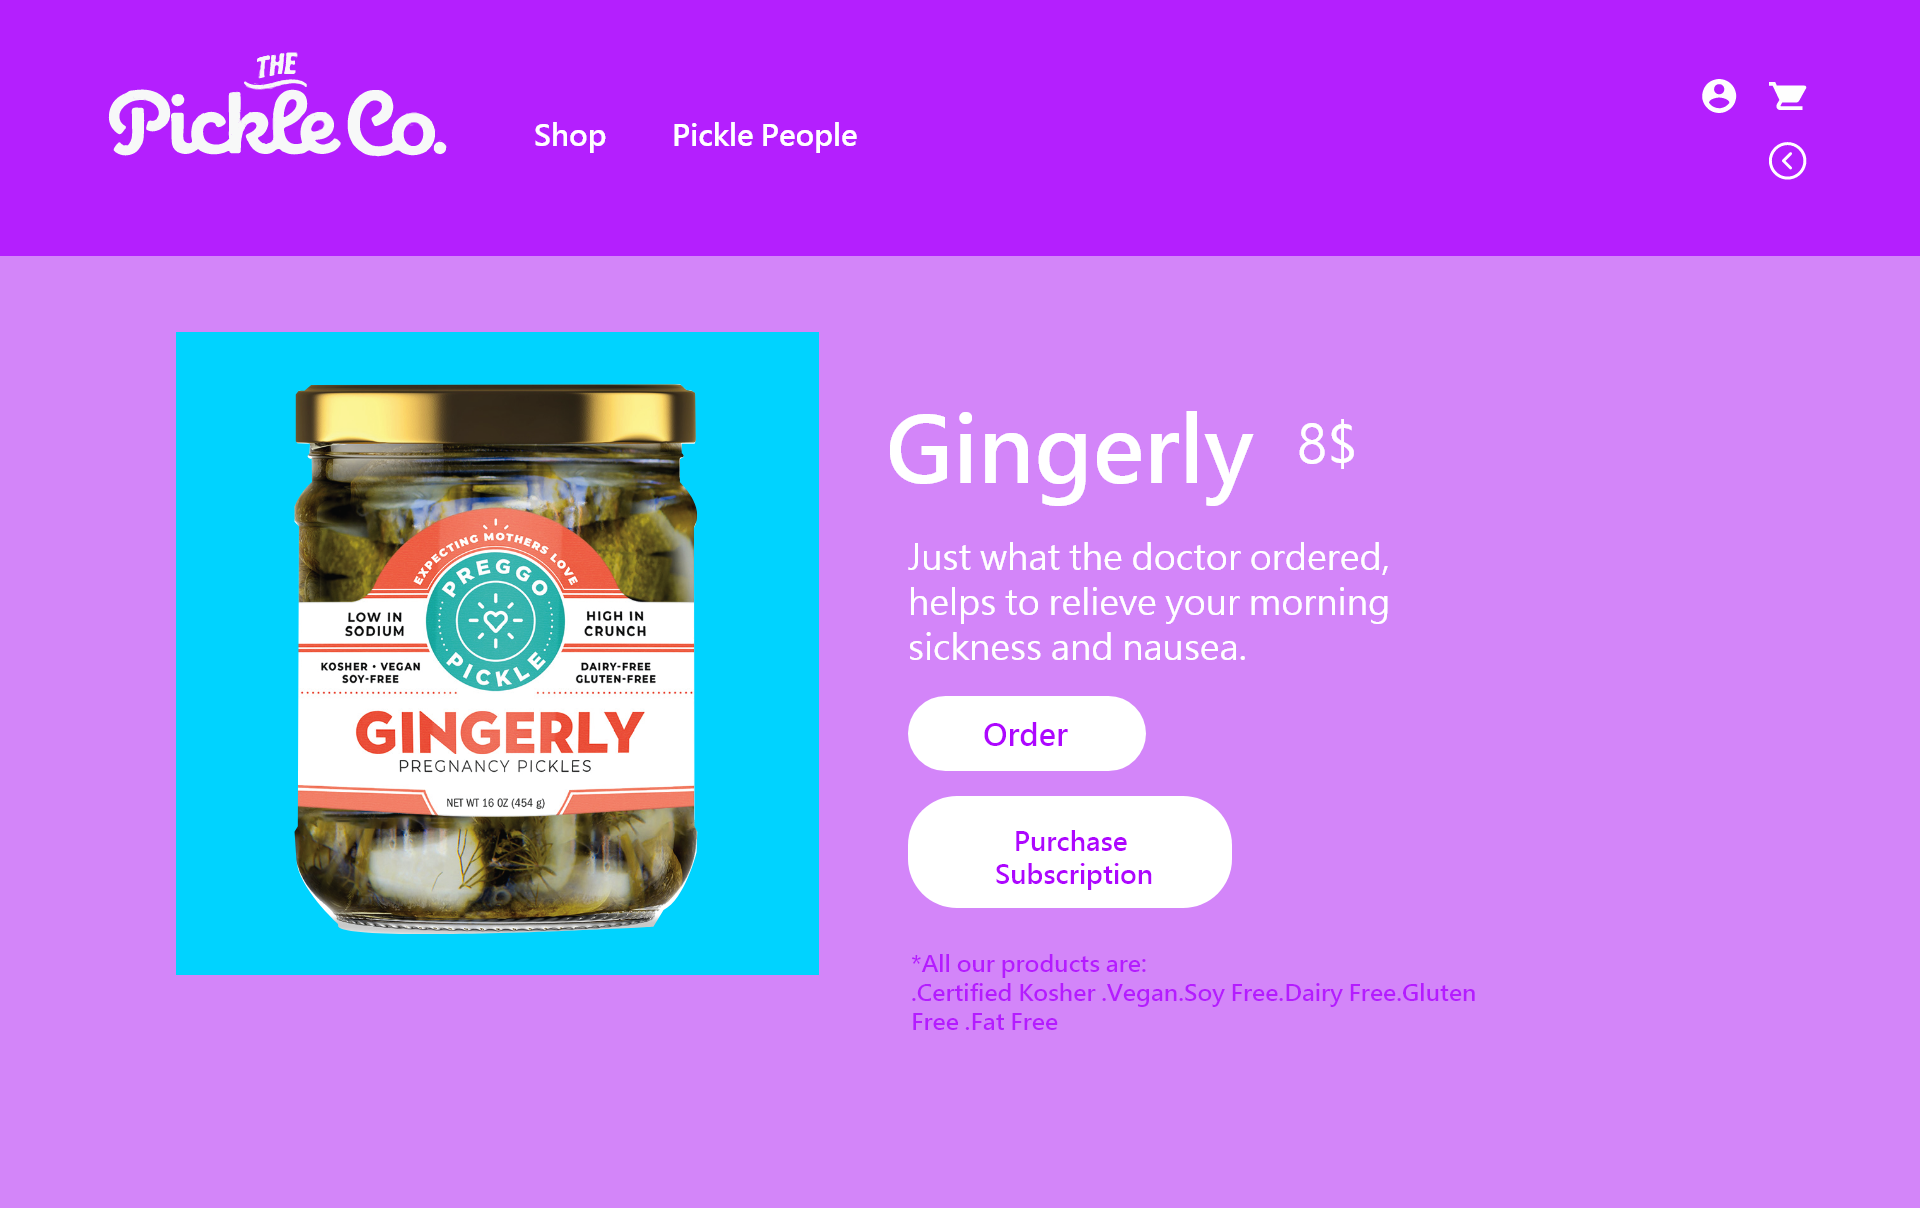 THE
Pickle Co.
Shop
Pickle People
EXPECTING MOTHERS LOVE
PREGGO
PICKLE
LOW IN
SODIUM
HIGH IN
CRUNCH
KOSHER • VEGAN
SOY-FREE
DAIRY-FREE
GLUTEN-FREE
GINGERLY
PREGNANCY PICKLES
NET WT 16 OZ (454 g)
Gingerly 8$
Just what the doctor ordered,
helps to relieve your morning
sickness and nausea.
Order
Purchase
Subscription
*All our products are:
.Certified Kosher .Vegan.Soy Free.Dairy Free.Gluten
Free .Fat Free